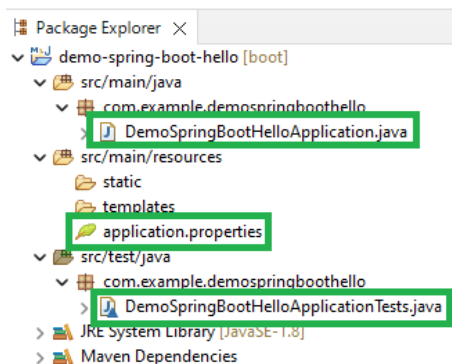 Package Explorer
demo-spring-boot-hello [boot]
src/main/java
com.example.demospringboothello
DemoSpringBootHelloApplication.java
src/main/resources
static
templates
application.properties
src/test/java
com.example.demospringboothello
DemoSpringBootHelloApplicationTests.java
JRE System Library [JavaSE-1.8]
Maven Dependencies